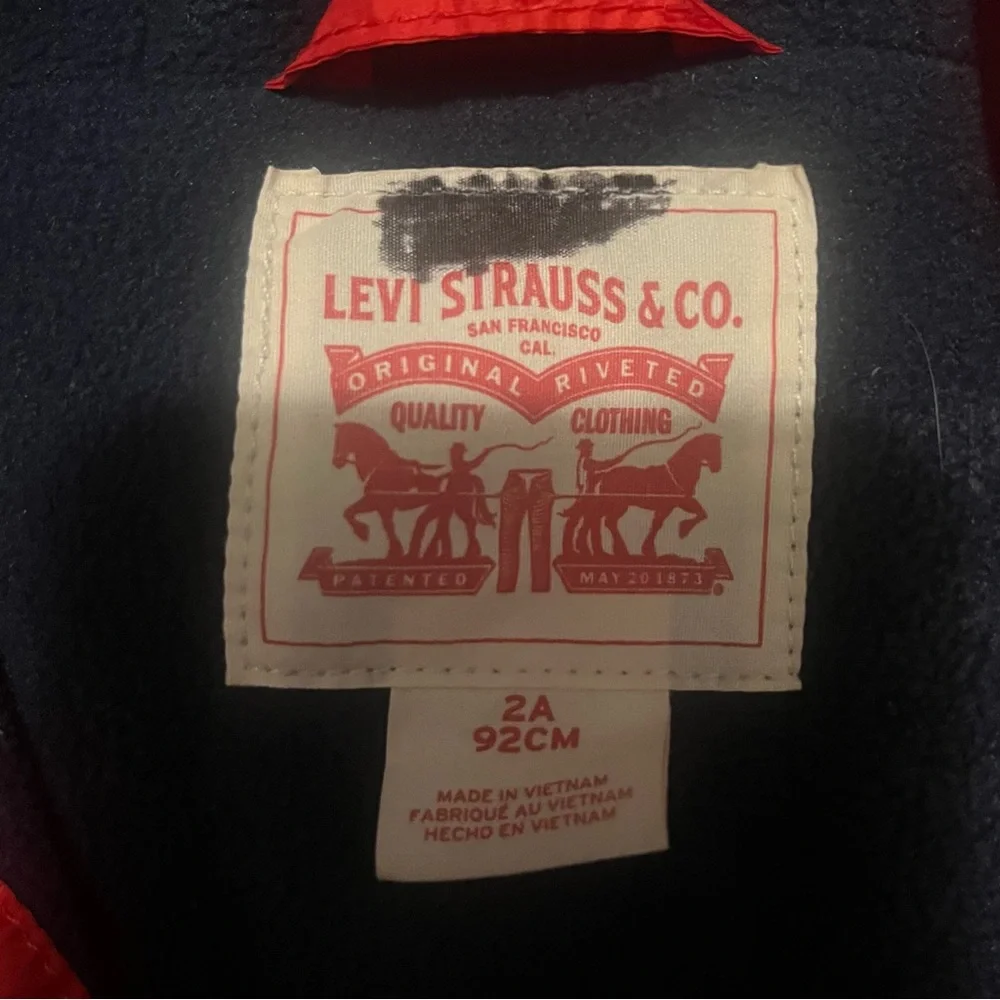 LEVI STRAUSS & CO.
SAN FRANCISCO
CAL.
ORIGINAL RIVETED
QUALITY CLOTHING
PATENTED MAY 20 1873
2A
92CM
MADE IN VIETNAM
FABRIQUÉ AU VIETNAM
HECHO EN VIETNAM